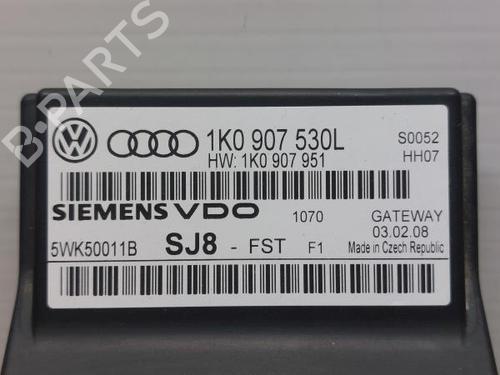 B-PARTS
1K0 907 530L
S0052
HW: 1K0 907 951
HH07
SIEMENS VDO
1070
GATEWAY
03.02.08
5WK50011B
SJ8 - FST
F1
Made in Czech Republic